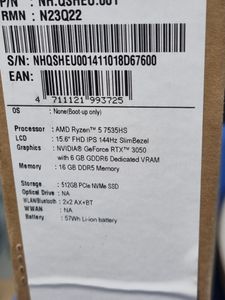 P/N : NH.QSHEU.001
RMN : N23Q22
S/N: NHQSHEU001411018D67600
EAN:
4 711121 993725
OS : None(Boot-up only)
Processor : AMD Ryzen™ 5 7535HS
LCD : 15.6" FHD IPS 144Hz SlimBezel
Graphics : NVIDIA® GeForce RTX™ 3050
with 6 GB GDDR6 Dedicated VRAM
Memory : 16 GB DDR5 Memory
Storage : 512GB PCIe NVMe SSD
Optical Drive : NA
WLAN/Bluetooth : 2x2 AX+BT
WWAN : NA
Battery : 57Wh Li-ion battery